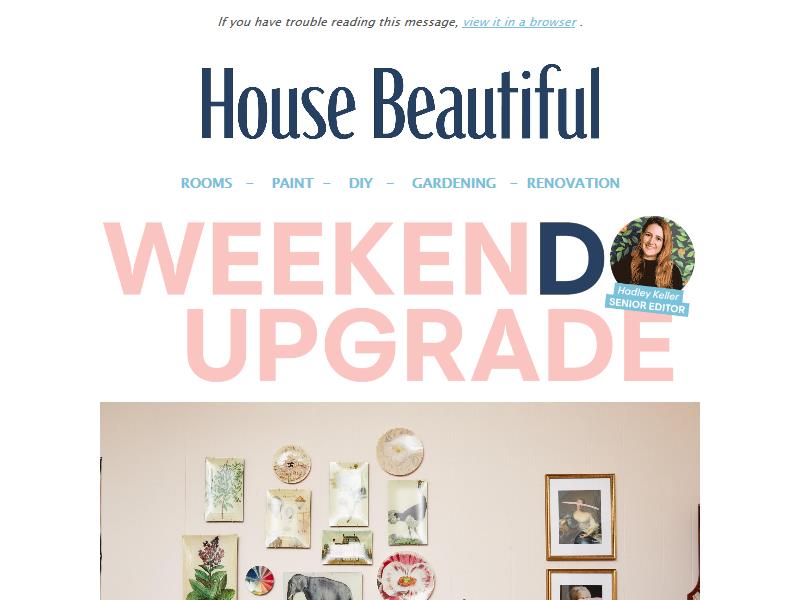 If you have trouble reading this message, view it in a browser .
House Beautiful
ROOMS – PAINT – DIY – GARDENING – RENOVATION
WEEKEND
Hadley Keller
SENIOR EDITOR
UPGRADE